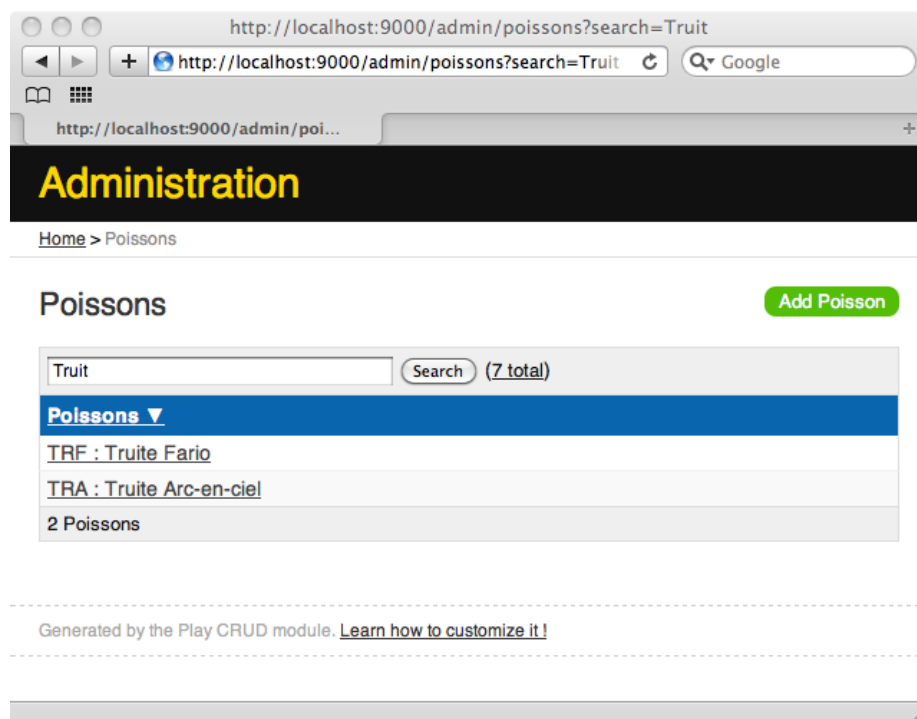 http://localhost:9000/admin/poissons?search=Truit
http://localhost:9000/admin/poissons?search=Truit Google
http://localhost:9000/admin/poi...
Administration
Home > Poissons
Poissons
Add Poisson
Truit Search (7 total)
Poissons ▼
TRF : Truite Fario
TRA : Truite Arc-en-ciel
2 Poissons
Generated by the Play CRUD module. Learn how to customize it !